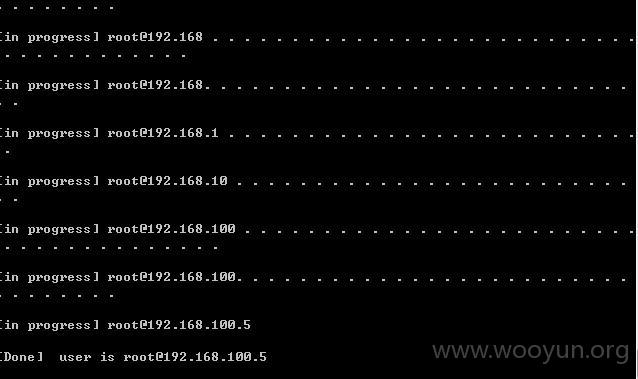 . . . . . . . .
[in progress] root@192.168 . . . . . . . . . . . . . . . . . . . . . . . . . . .
. . . . . . . . . . . .
[in progress] root@192.168. . . . . . . . . . . . . . . . . . . . . . . . . . .
. .
[in progress] root@192.168.1 . . . . . . . . . . . . . . . . . . . . . . . . . .
.
[in progress] root@192.168.10 . . . . . . . . . . . . . . . . . . . . . . . . .
. .
[in progress] root@192.168.100 . . . . . . . . . . . . . . . . . . . . . . . . .
. . . . . . . . . . . . . .
[in progress] root@192.168.100. . . . . . . . . . . . . . . . . . . . . . . . .
. . . . . . . .
[in progress] root@192.168.100.5
[Done]  user is root@192.168.100.5
www.wooyun.org